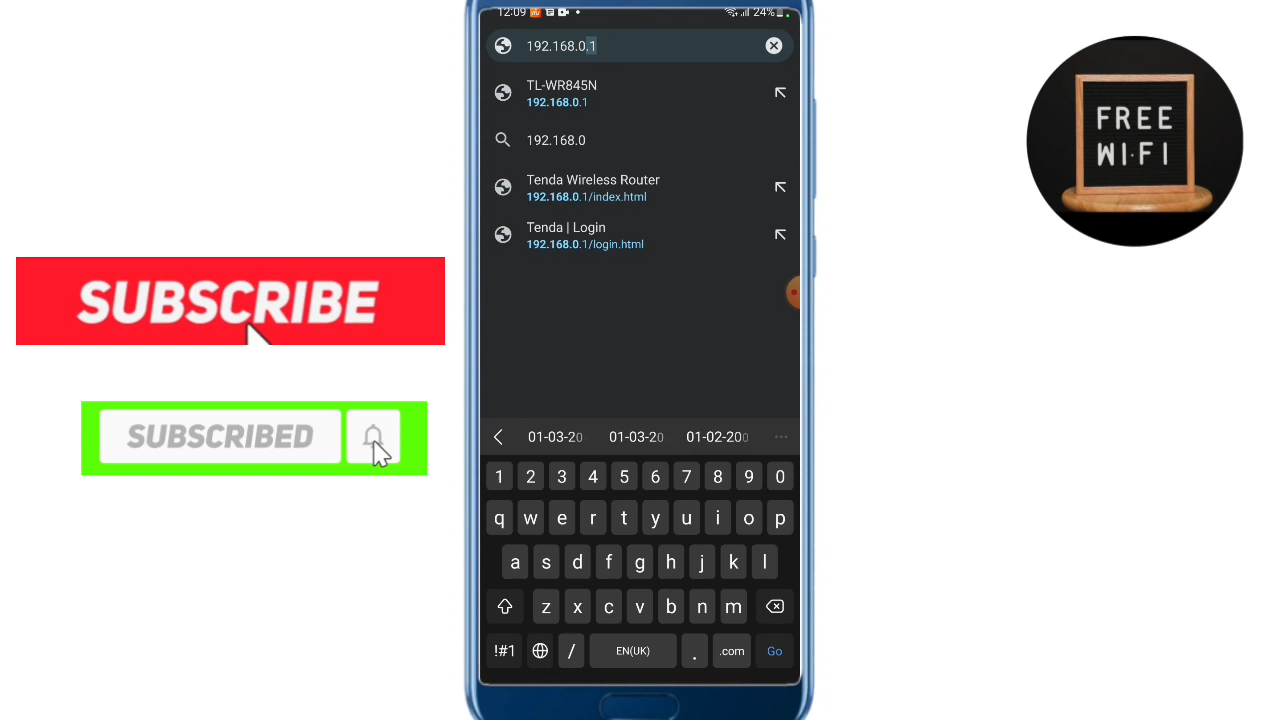 12:09
24%
192.168.0.1
TL-WR845N
192.168.0.1
192.168.0
Tenda Wireless Router
192.168.0.1/index.html
Tenda | Login
192.168.0.1/login.html
01-03-20 01-03-20 01-02-200 ...
1 2 3 4 5 6 7 8 9 0
q w e r t y u i o p
a s d f g h j k l
z x c v b n m
!#1 / EN(UK) . .com Go
SUBSCRIBE
SUBSCRIBED
FREE
WI-FI